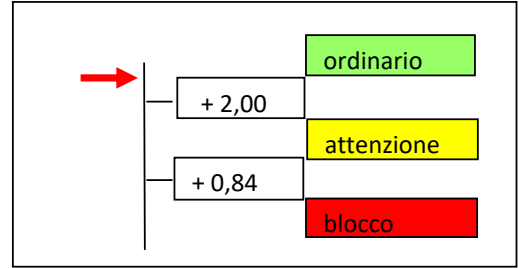 ordinario
+ 2,00
attenzione
+ 0,84
blocco